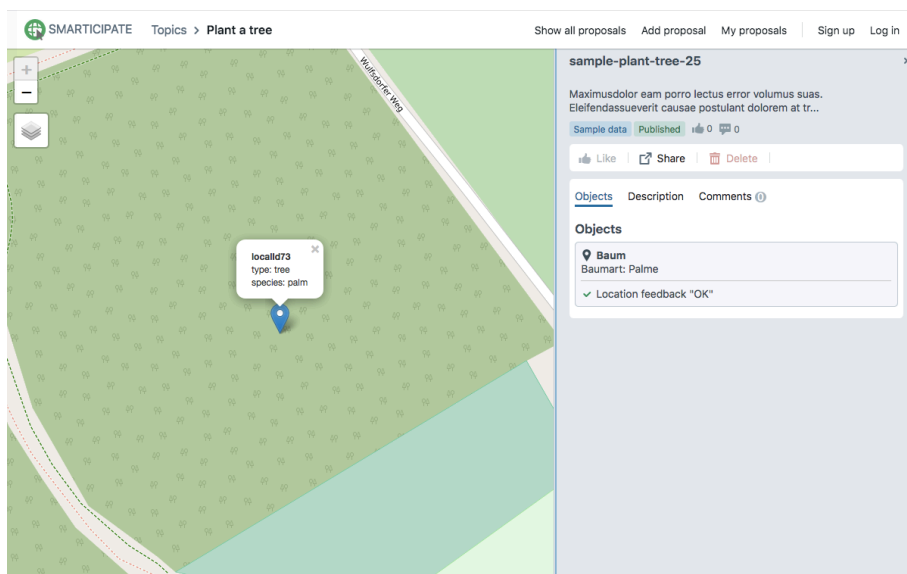 SMARTICIPATE Topics > Plant a tree Show all proposals Add proposal My proposals Sign up Log in
+
−
Wulfsdorfer Weg
localId73
type: tree
species: palm
sample-plant-tree-25
Maximusdolor eam porro lectus error volumus suas.
Eleifendassueverit causae postulant dolorem at tr...
Sample data Published 0 0
Like Share Delete
Objects Description Comments 0
Objects
Baum
Baumart: Palme
Location feedback "OK"